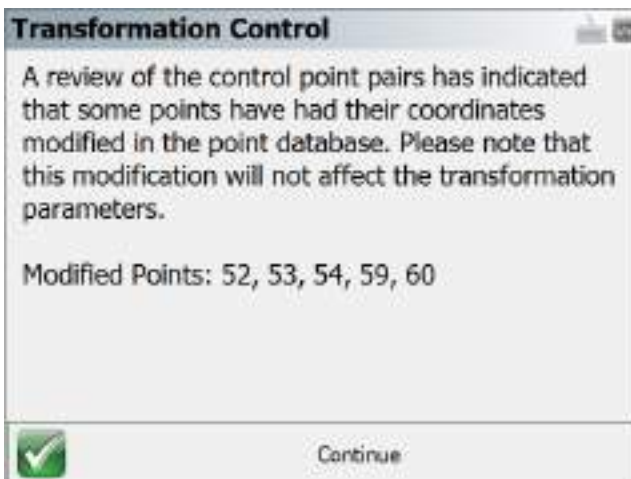 Transformation Control
A review of the control point pairs has indicated
that some points have had their coordinates
modified in the point database. Please note that
this modification will not affect the transformation
parameters.
Modified Points: 52, 53, 54, 59, 60
Continue